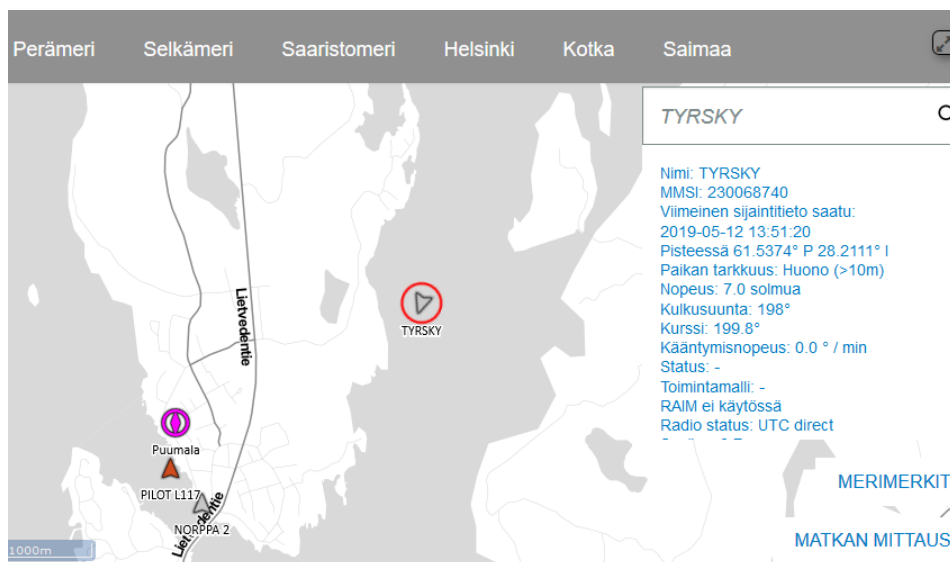 Perämeri Selkämeri Saaristomeri Helsinki Kotka Saimaa
TYRSKY
Nimi: TYRSKY
MMSI: 230068740
Viimeinen sijaintitieto saatu:
2019-05-12 13:51:20
Pisteessä 61.5374° P 28.2111° I
Paikan tarkkuus: Huono (>10m)
Nopeus: 7.0 solmua
Kulkusuunta: 198°
Kurssi: 199.8°
Kääntymisnopeus: 0.0 ° / min
Status: -
Toimintamalli: -
RAIM ei käytössä
Radio status: UTC direct
Lietvedentie
TYRSKY
Puumala
PILOT L117
NORPPA 2
Lietvedentie
1000m
MERIMERKIT
MATKAN MITTAUS